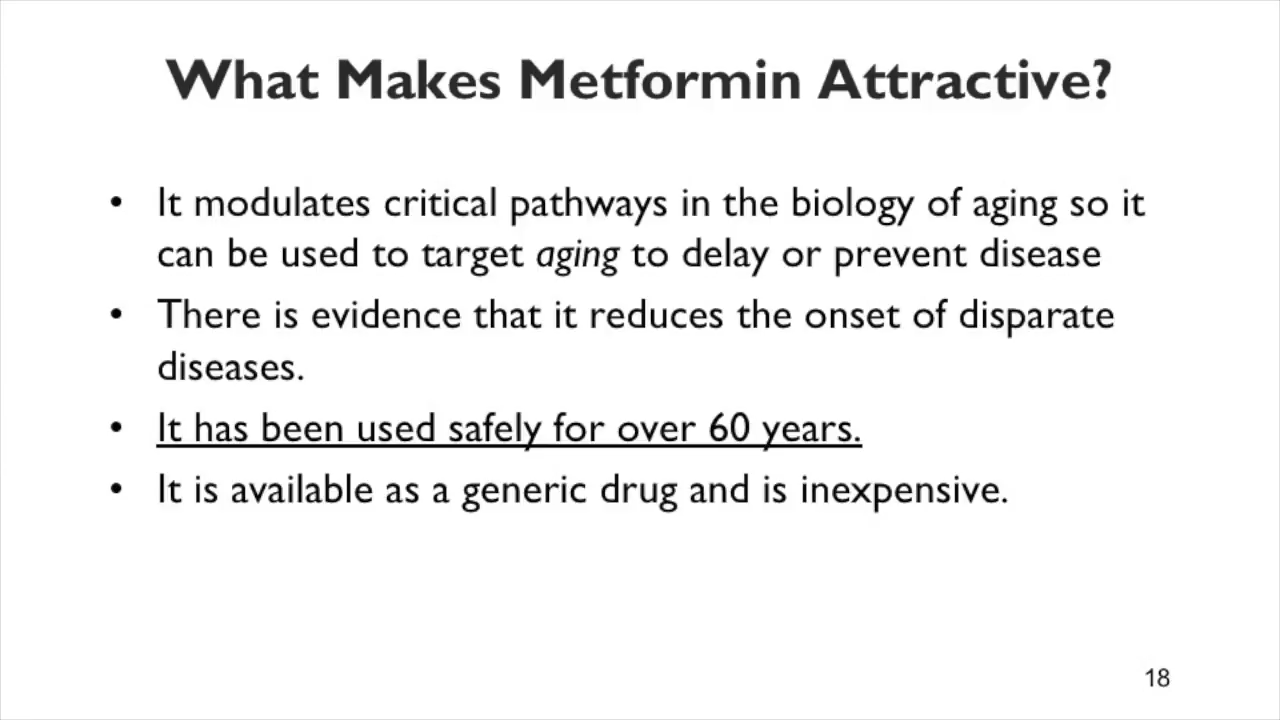 What Makes Metformin Attractive?
• It modulates critical pathways in the biology of aging so it
can be used to target aging to delay or prevent disease
• There is evidence that it reduces the onset of disparate
diseases.
• It has been used safely for over 60 years.
• It is available as a generic drug and is inexpensive.
18